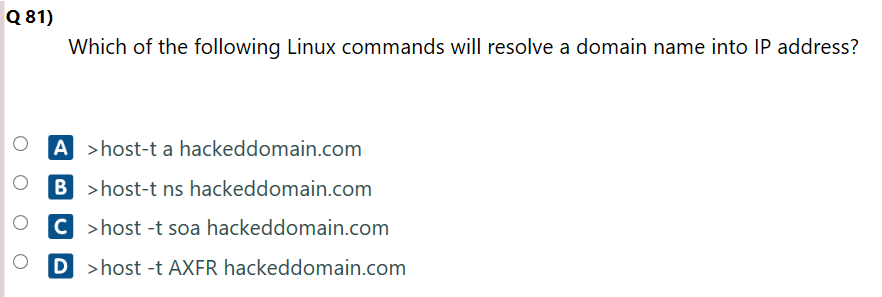 Q 81)
Which of the following Linux commands will resolve a domain name into IP address?
A >host-t a hackeddomain.com
B >host-t ns hackeddomain.com
C >host -t soa hackeddomain.com
D >host -t AXFR hackeddomain.com